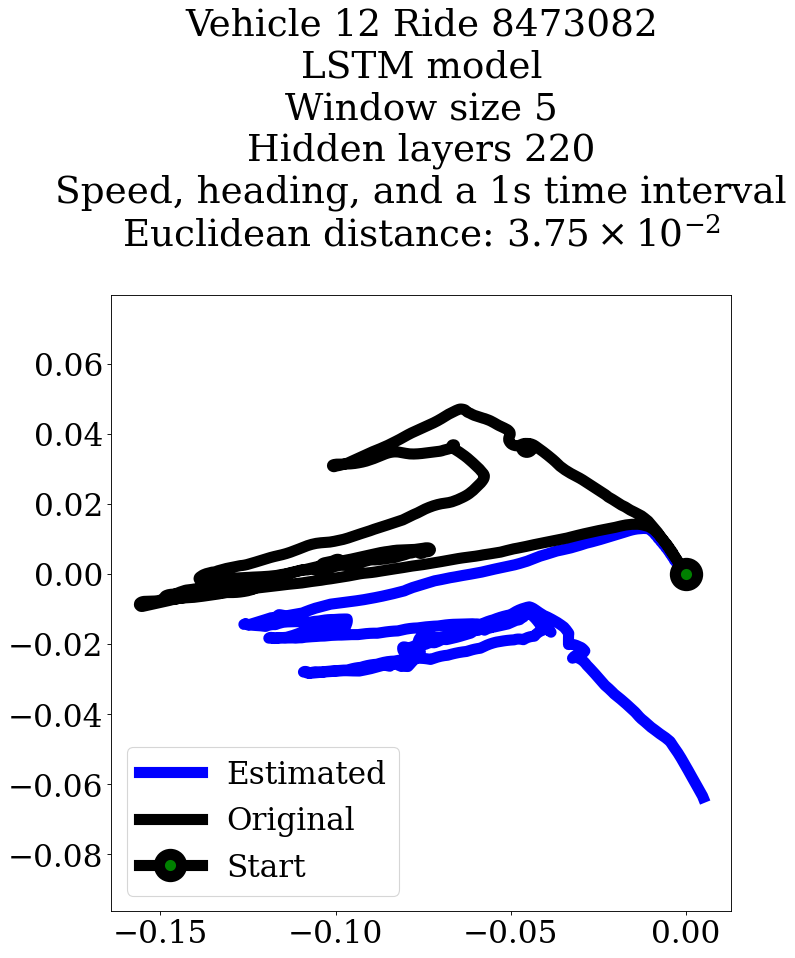 Vehicle 12 Ride 8473082
LSTM model
Window size 5
Hidden layers 220
Speed, heading, and a 1s time interval
Euclidean distance: 3.75 × 10⁻²
0.06
0.04
0.02
0.00
−0.02
−0.04
−0.06
−0.08
Estimated
Original
Start
−0.15
−0.10
−0.05
0.00